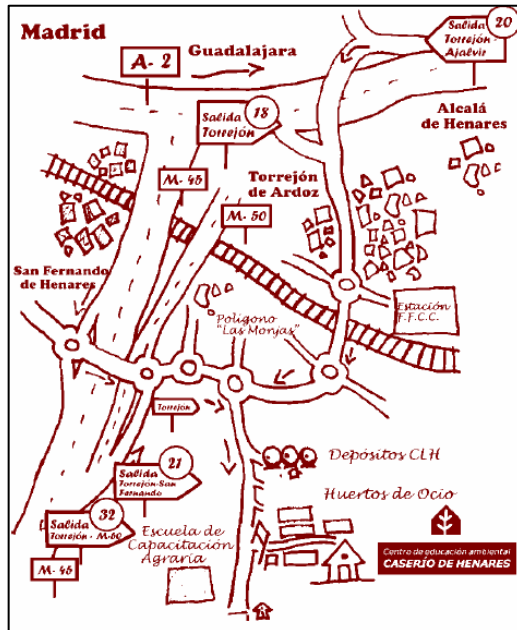 Madrid
Guadalajara
A-2
Salida
Torrejón-
Ajalvir
20
Salida
Torrejón
18
Alcalá
de Henares
M-45
Torrejón
de Ardoz
M-50
San Fernando
de Henares
Polígono
"Las Monjas"
Estación
F.F.C.C.
Torrejón
Salida
Torrejón-San
Fernando
21
Depósitos CLH
Huertos de Ocio
Salida
Torrejón - M-50
32
Escuela de
Capacitación
Agraria
M-45
Centro de educación ambiental
CASERÍO DE HENARES